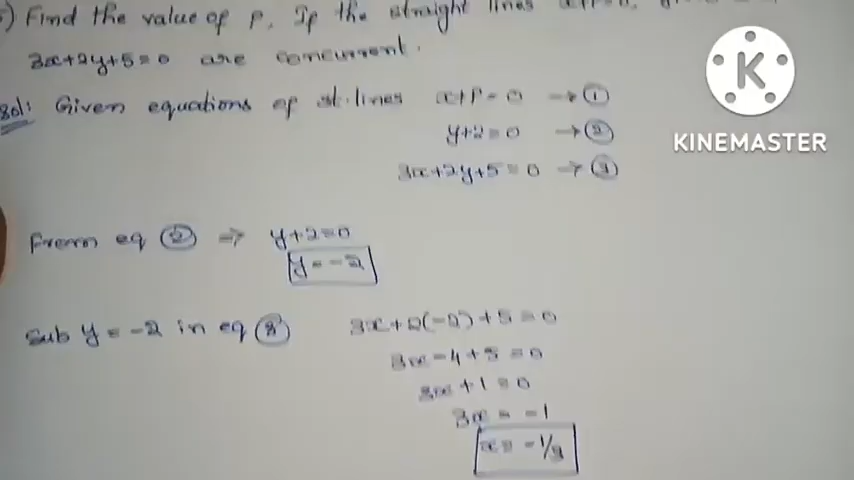 ) Find the value of P, If the straight lines x+P=0,
3x+2y+5=0 are concurrent.
Sol: Given equations of st.lines x+P=0 → ①
y+2=0 → ②
3x+2y+5=0 → ③
From eq ② ⇒ y+2=0
y=-2
Sub y=-2 in eq ③ 3x+2(-2)+5=0
3x-4+5=0
3x+1=0
3x=-1
x=-1/3
K
KINEMASTER